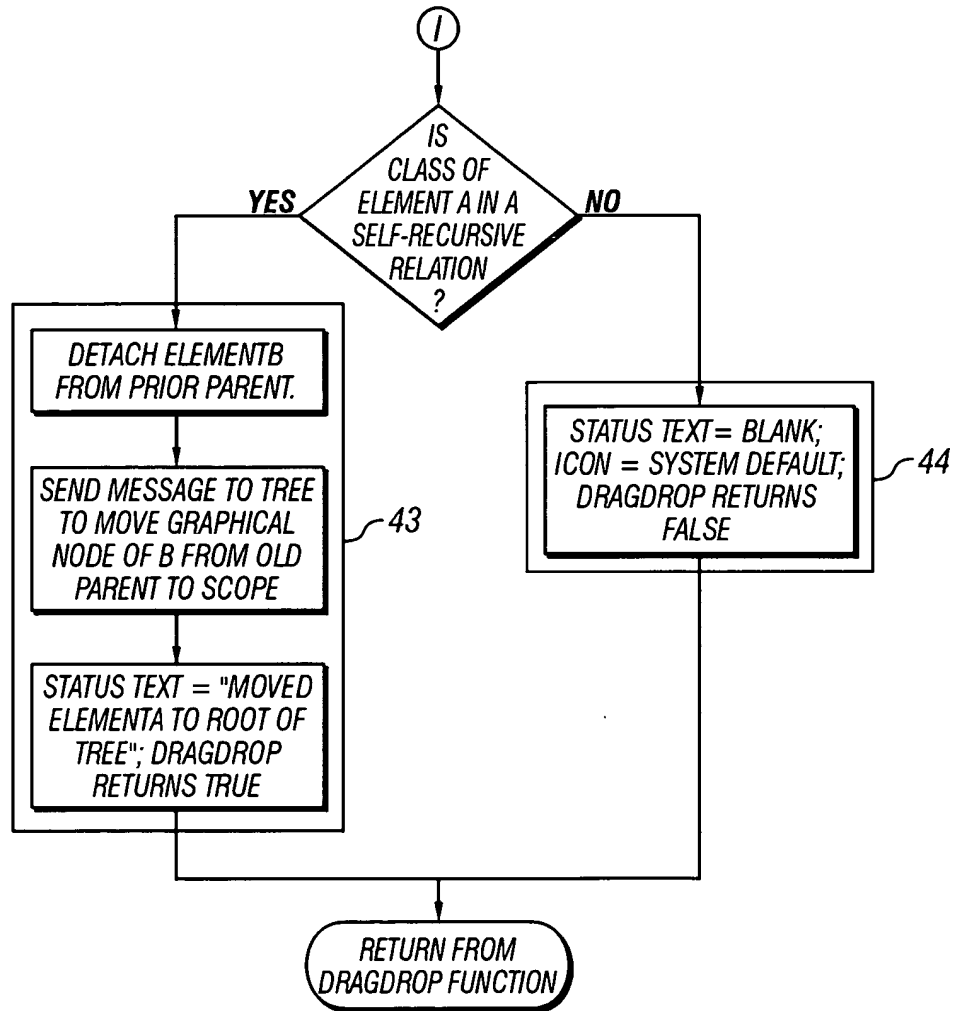 I
IS
CLASS OF
ELEMENT A IN A
SELF-RECURSIVE
RELATION
?
YES
NO
DETACH ELEMENTB
FROM PRIOR PARENT.
SEND MESSAGE TO TREE
TO MOVE GRAPHICAL
NODE OF B FROM OLD
PARENT TO SCOPE
43
STATUS TEXT = "MOVED
ELEMENTA TO ROOT OF
TREE"; DRAGDROP
RETURNS TRUE
STATUS TEXT= BLANK;
ICON = SYSTEM DEFAULT;
DRAGDROP RETURNS
FALSE
44
RETURN FROM
DRAGDROP FUNCTION